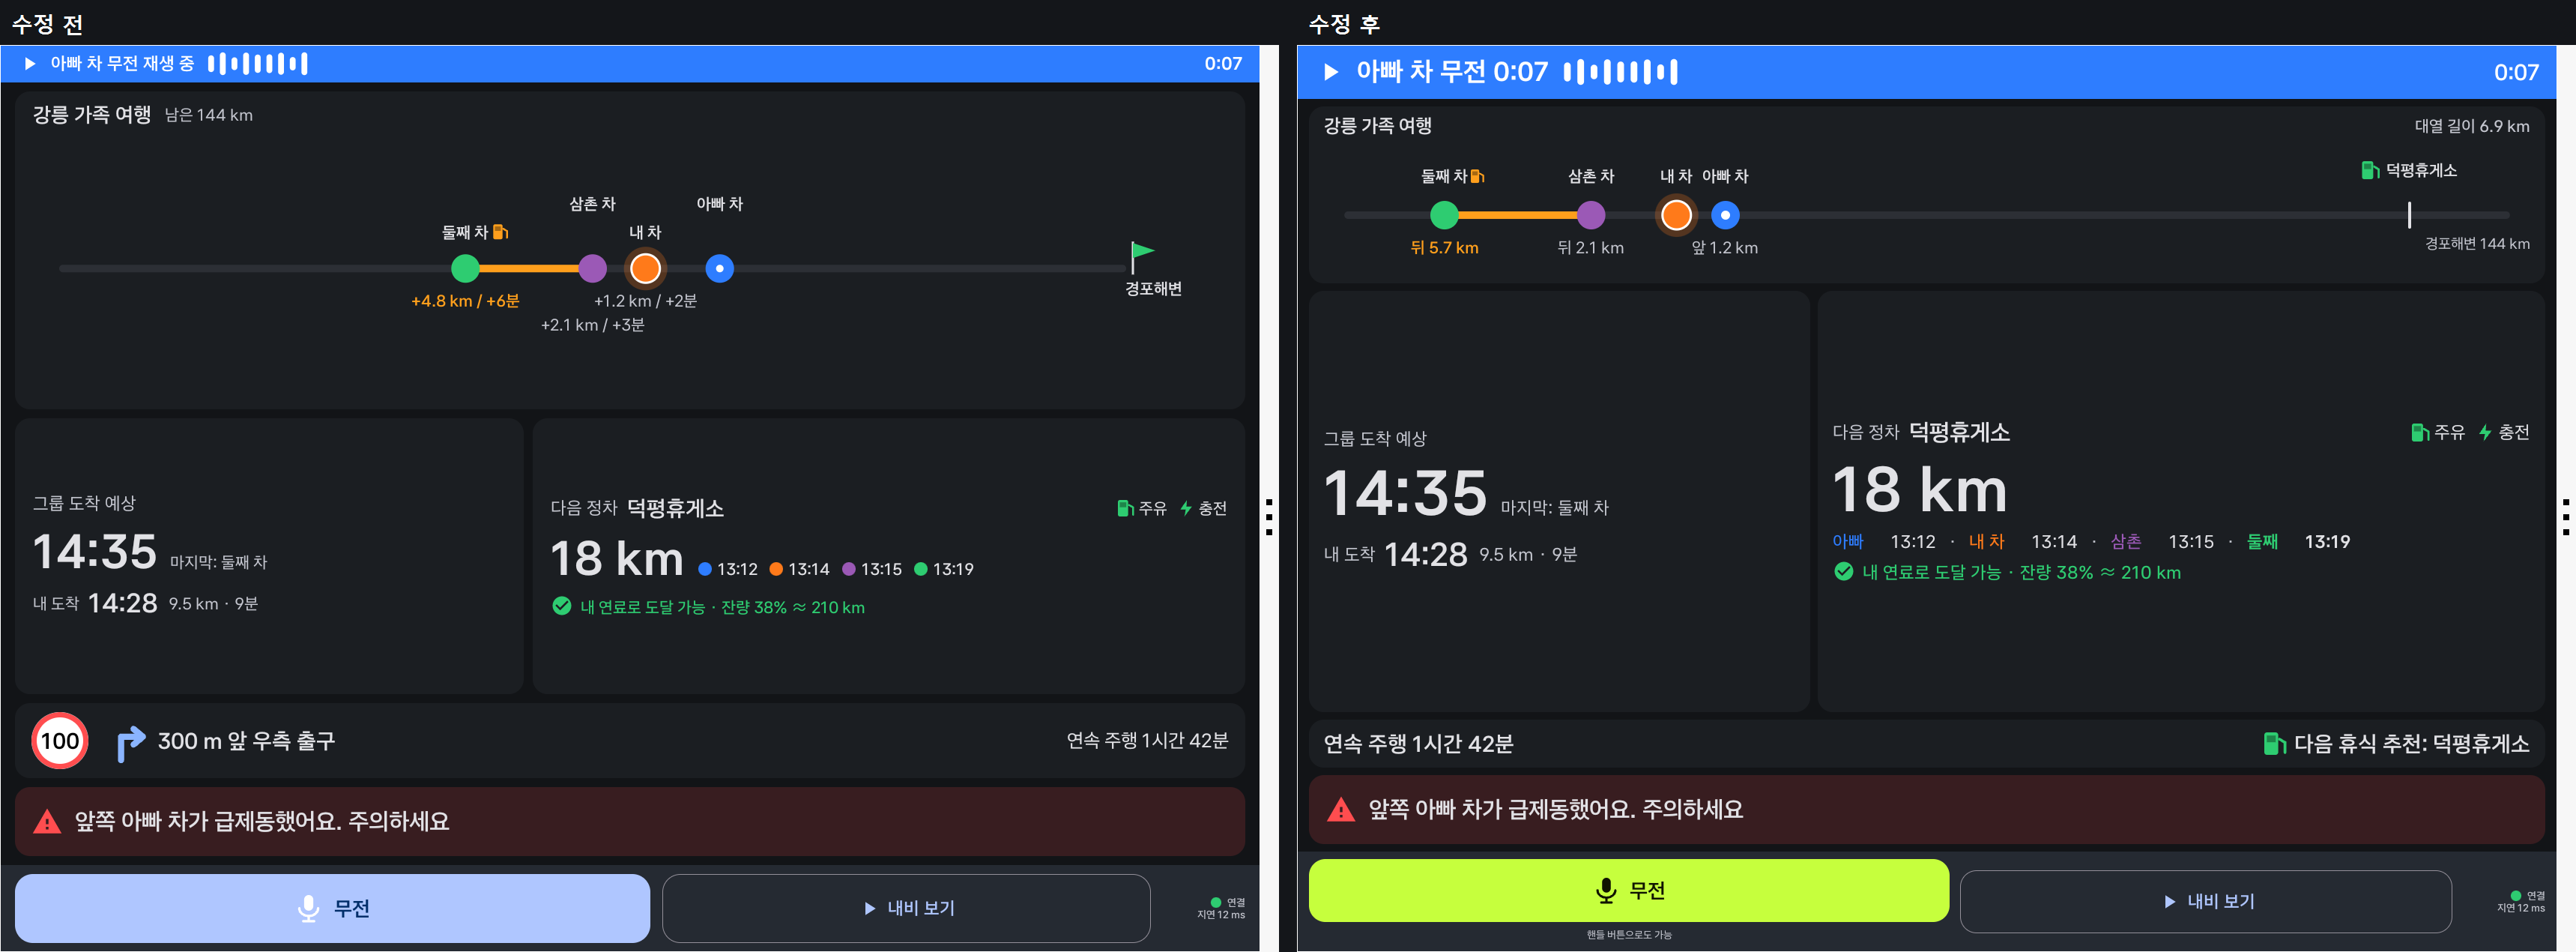 수정 전
아빠 차 무전 재생 중 0:07
강릉 가족 여행 남은 144 km
삼촌 차 아빠 차
둘째 차 내 차
+4.8 km / +6분 +1.2 km / +2분
+2.1 km / +3분
경포해변
그룹 도착 예상
14:35 마지막: 둘째 차
내 도착 14:28 9.5 km · 9분
다음 정차 덕평휴게소 주유 충전
18 km 13:12 13:14 13:15 13:19
내 연료로 도달 가능 · 잔량 38% ≈ 210 km
100 300 m 앞 우측 출구 연속 주행 1시간 42분
앞쪽 아빠 차가 급제동했어요. 주의하세요
무전 내비 보기 연결
지연 12 ms
수정 후
아빠 차 무전 0:07 0:07
강릉 가족 여행 대열 길이 6.9 km
둘째 차 삼촌 차 내 차 아빠 차 덕평휴게소
뒤 5.7 km 뒤 2.1 km 앞 1.2 km 경포해변 144 km
그룹 도착 예상
14:35 마지막: 둘째 차
내 도착 14:28 9.5 km · 9분
다음 정차 덕평휴게소 주유 충전
18 km
아빠 13:12 · 내 차 13:14 · 삼촌 13:15 · 둘째 13:19
내 연료로 도달 가능 · 잔량 38% ≈ 210 km
연속 주행 1시간 42분 다음 휴식 추천: 덕평휴게소
앞쪽 아빠 차가 급제동했어요. 주의하세요
무전 내비 보기 연결
지연 12 ms
핸들 버튼으로도 가능